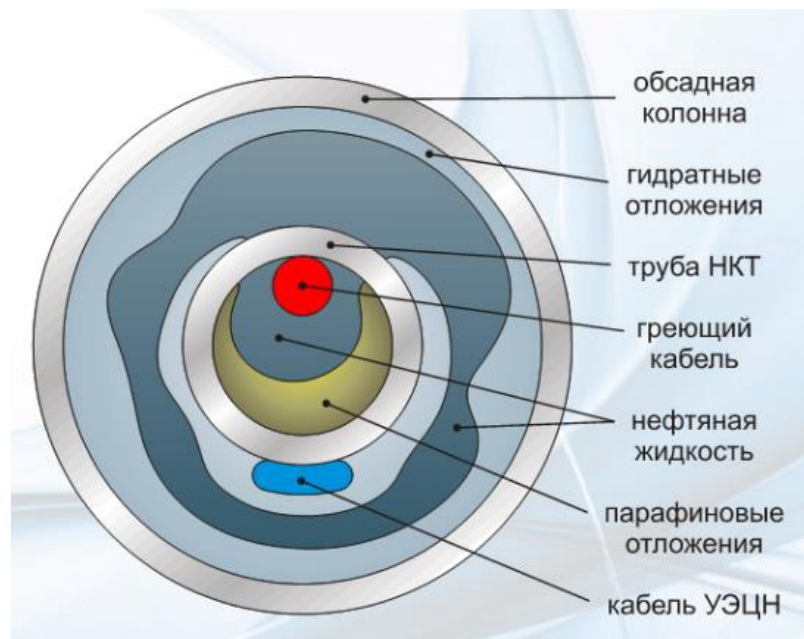 обсадная
колонна
гидратные
отложения
труба НКТ
греющий
кабель
нефтяная
жидкость
парафиновые
отложения
кабель УЭЦН